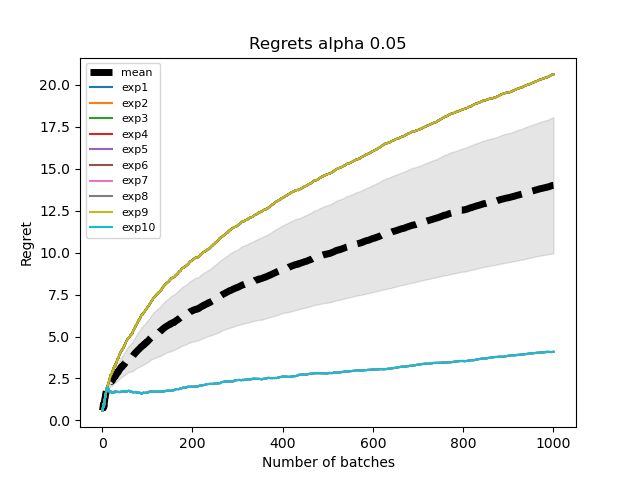 Regrets alpha 0.05
20.0
17.5
15.0
12.5
10.0
7.5
5.0
2.5
0.0
Regret
mean
exp1
exp2
exp3
exp4
exp5
exp6
exp7
exp8
exp9
exp10
0 200 400 600 800 1000
Number of batches